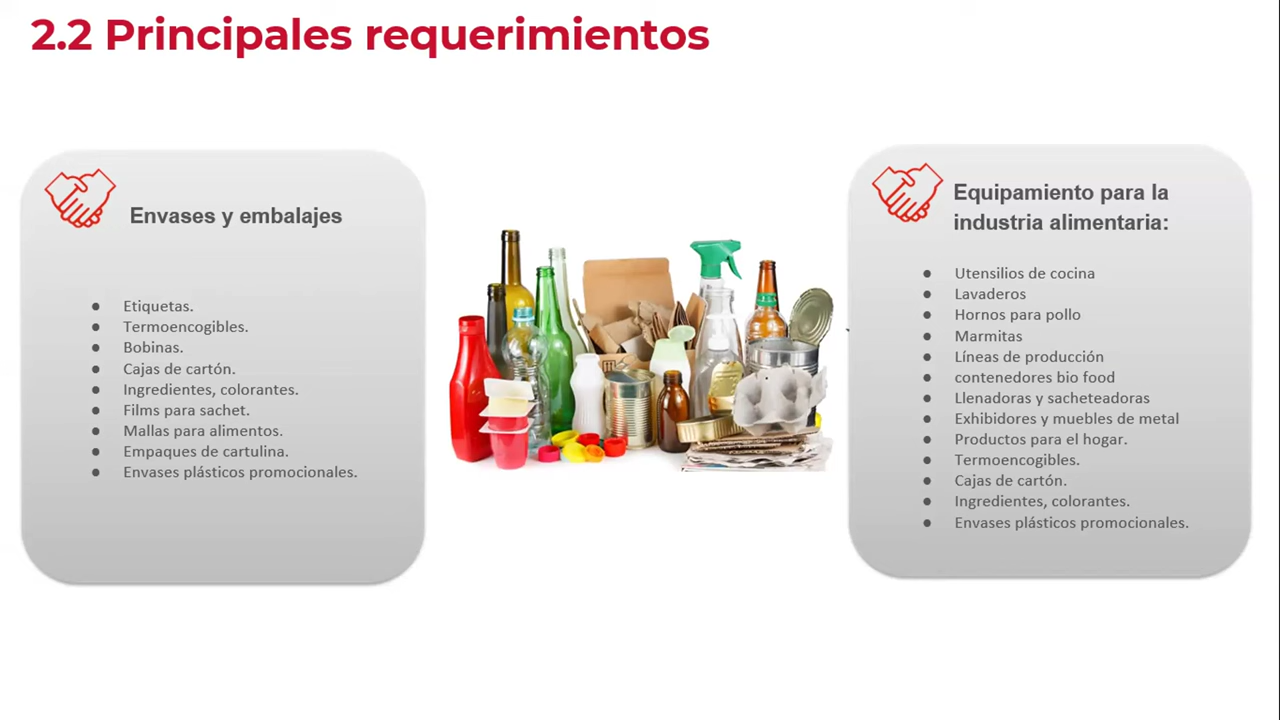 2.2 Principales requerimientos
Envases y embalajes
● Etiquetas.
● Termoencogibles.
● Bobinas.
● Cajas de cartón.
● Ingredientes, colorantes.
● Films para sachet.
● Mallas para alimentos.
● Empaques de cartulina.
● Envases plásticos promocionales.
Equipamiento para la
industria alimentaria:
● Utensilios de cocina
● Lavaderos
● Hornos para pollo
● Marmitas
● Líneas de producción
● contenedores bio food
● Llenadoras y sacheteadoras
● Exhibidores y muebles de metal
● Productos para el hogar.
● Termoencogibles.
● Cajas de cartón.
● Ingredientes, colorantes.
● Envases plásticos promocionales.